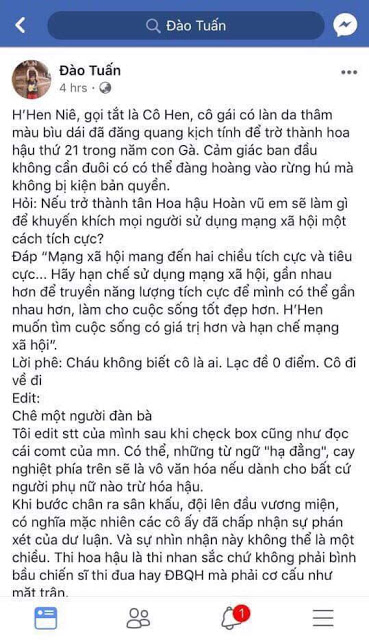 Đào Tuấn
Đào Tuấn
4 hrs ·
H’Hen Niê, gọi tắt là Cô Hen, cô gái có làn da thâm
màu bìu dái đã đăng quang kịch tính để trở thành hoa
hậu thứ 21 trong năm con Gà. Cảm giác ban đầu
không cần đuôi có có thể đàng hoàng vào rừng hú mà
không bị kiện bản quyền.
Hỏi: Nếu trở thành tân Hoa hậu Hoàn vũ em sẽ làm gì
để khuyến khích mọi người sử dụng mạng xã hội một
cách tích cực?
Đáp “Mạng xã hội mang đến hai chiều tích cực và tiêu
cực... Hãy hạn chế sử dụng mạng xã hội, gần nhau
hơn để truyền năng lượng tích cực để mình có thể gần
nhau hơn, làm cho cuộc sống tốt đẹp hơn. H’Hen
muốn tìm cuộc sống có giá trị hơn và hạn chế mạng
xã hội”.
Lời phê: Cháu không biết cô là ai. Lạc đề 0 điểm. Cô đi
về đi
Edit:
Chê một người đàn bà
Tôi edit stt của mình sau khi chẹck box cũng như đọc
cái comt của mn. Có thể, những từ ngữ "hạ đẳng", cay
nghiệt phía trên sẽ là vô văn hóa nếu dành cho bất cứ
người phụ nữ nào trừ hóa hậu.
Khi bước chân ra sân khấu, đội lên đầu vương miện,
có nghĩa mặc nhiên các cô ấy đã chấp nhận sự phán
xét của dư luận. Và sự nhìn nhận này không thể là một
chiều. Thi hoa hậu là thi nhan sắc chứ không phải bình
bầu chiến sĩ thi đua hay ĐBQH mà phải cơ cấu như
mặt trận.
1